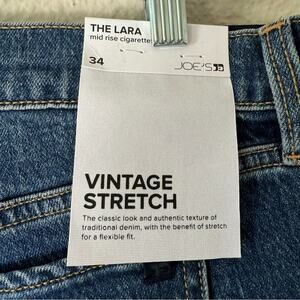 THE LARA
mid rise cigarette
34
JOE'S
VINTAGE
STRETCH
The classic look and authentic texture of
traditional denim, with the benefit of stretch
for a flexible fit.